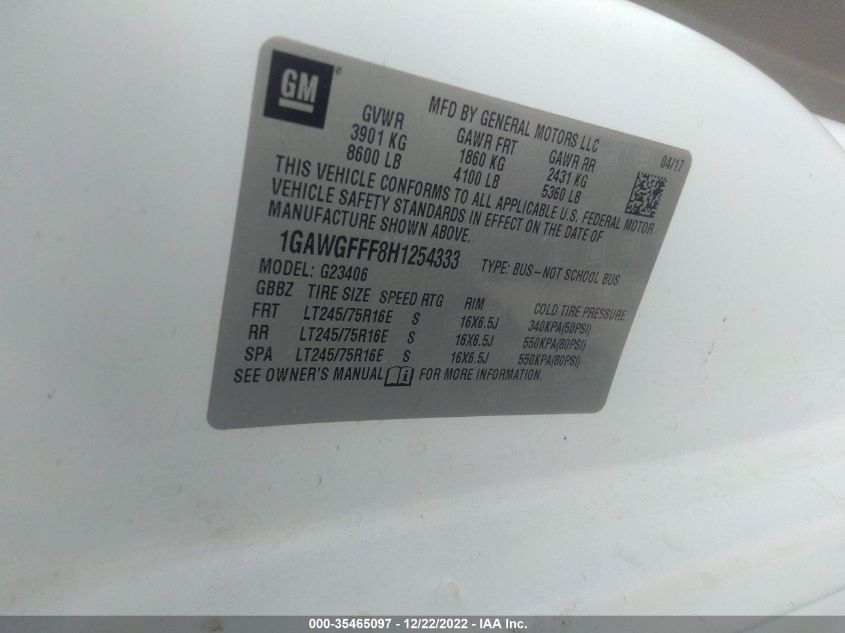 GM
MFD BY GENERAL MOTORS LLC
04/17
GVWR GAWR FRT GAWR RR
3901 KG 1860 KG 2431 KG
8600 LB 4100 LB 5360 LB
THIS VEHICLE CONFORMS TO ALL APPLICABLE U.S. FEDERAL MOTOR
VEHICLE SAFETY STANDARDS IN EFFECT ON THE DATE OF
MANUFACTURE SHOWN ABOVE.
1GAWGFFF8H1254333 TYPE: BUS-NOT SCHOOL BUS
MODEL: G23406
GBBZ TIRE SIZE SPEED RTG RIM COLD TIRE PRESSURE
FRT LT245/75R16E S 16X6.5J 340KPA(50PSI)
RR LT245/75R16E S 16X6.5J 550KPA(80PSI)
SPA LT245/75R16E S 16X6.5J 550KPA(80PSI)
SEE OWNER'S MANUAL i FOR MORE INFORMATION.
000-35465097 - 12/22/2022 - IAA Inc.